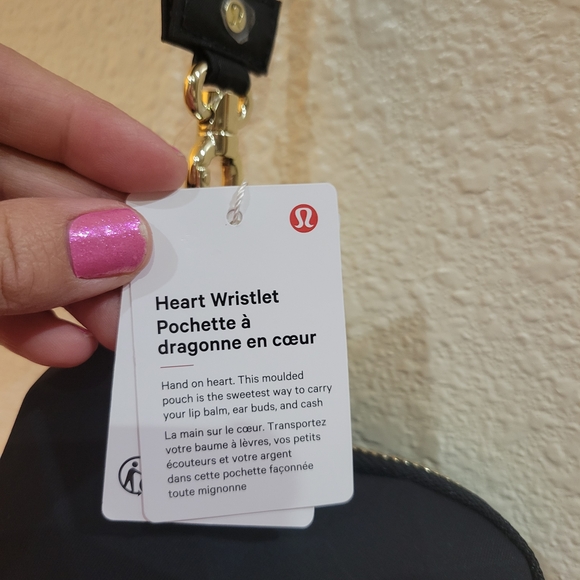 Heart Wristlet
Pochette à
dragonne en cœur
Hand on heart. This moulded
pouch is the sweetest way to carry
your lip balm, ear buds, and cash
La main sur le cœur. Transportez
votre baume à lèvres, vos petits
écouteurs et votre argent
dans cette pochette façonnée
toute mignonne